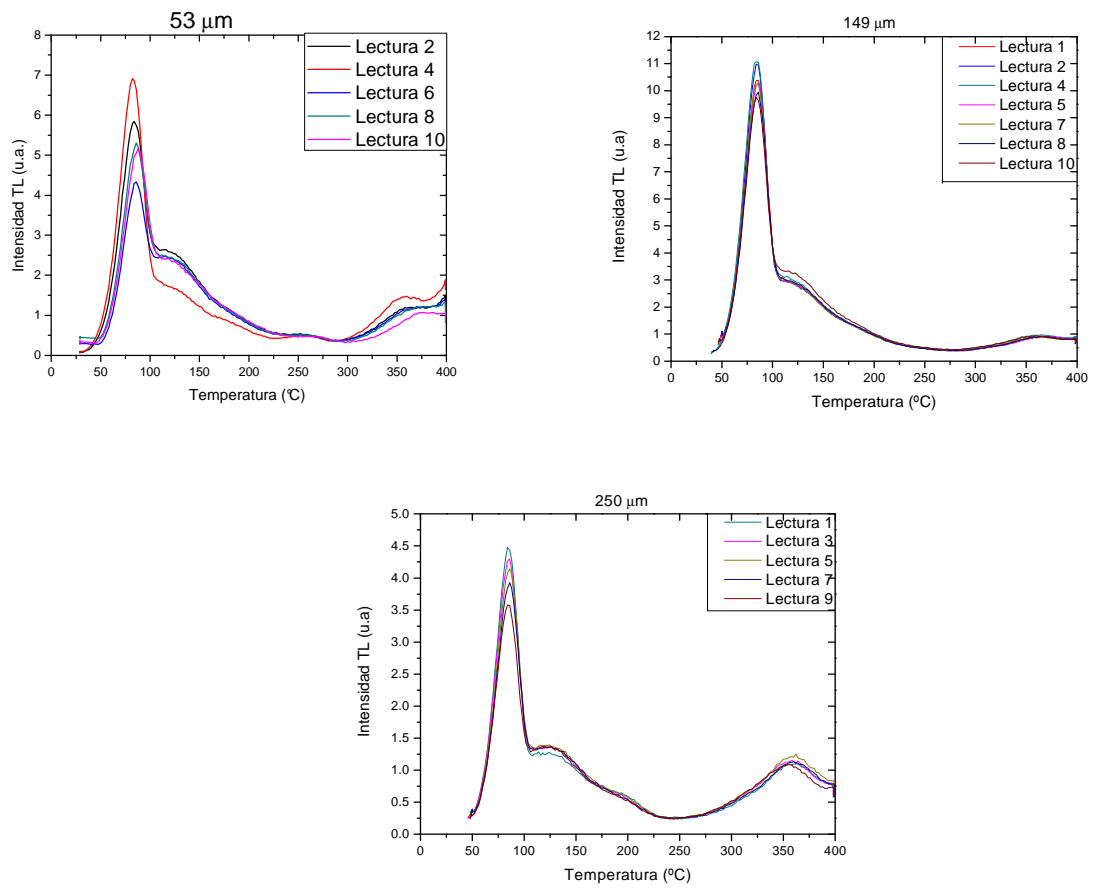 53 μm
8
7
6
5
4
3
2
1
0
Intensidad TL (u.a.)
0 50 100 150 200 250 300 350 400
Temperatura (°C)
Lectura 2
Lectura 4
Lectura 6
Lectura 8
Lectura 10
149 μm
12
11
10
9
8
7
6
5
4
3
2
1
0
Intensidad TL (u.a)
0 50 100 150 200 250 300 350 400
Temperatura (ºC)
Lectura 1
Lectura 2
Lectura 4
Lectura 5
Lectura 7
Lectura 8
Lectura 10
250 μm
5.0
4.5
4.0
3.5
3.0
2.5
2.0
1.5
1.0
0.5
0.0
Intensidad TL (u.a)
0 50 100 150 200 250 300 350 400
Temperatura (ºC)
Lectura 1
Lectura 3
Lectura 5
Lectura 7
Lectura 9